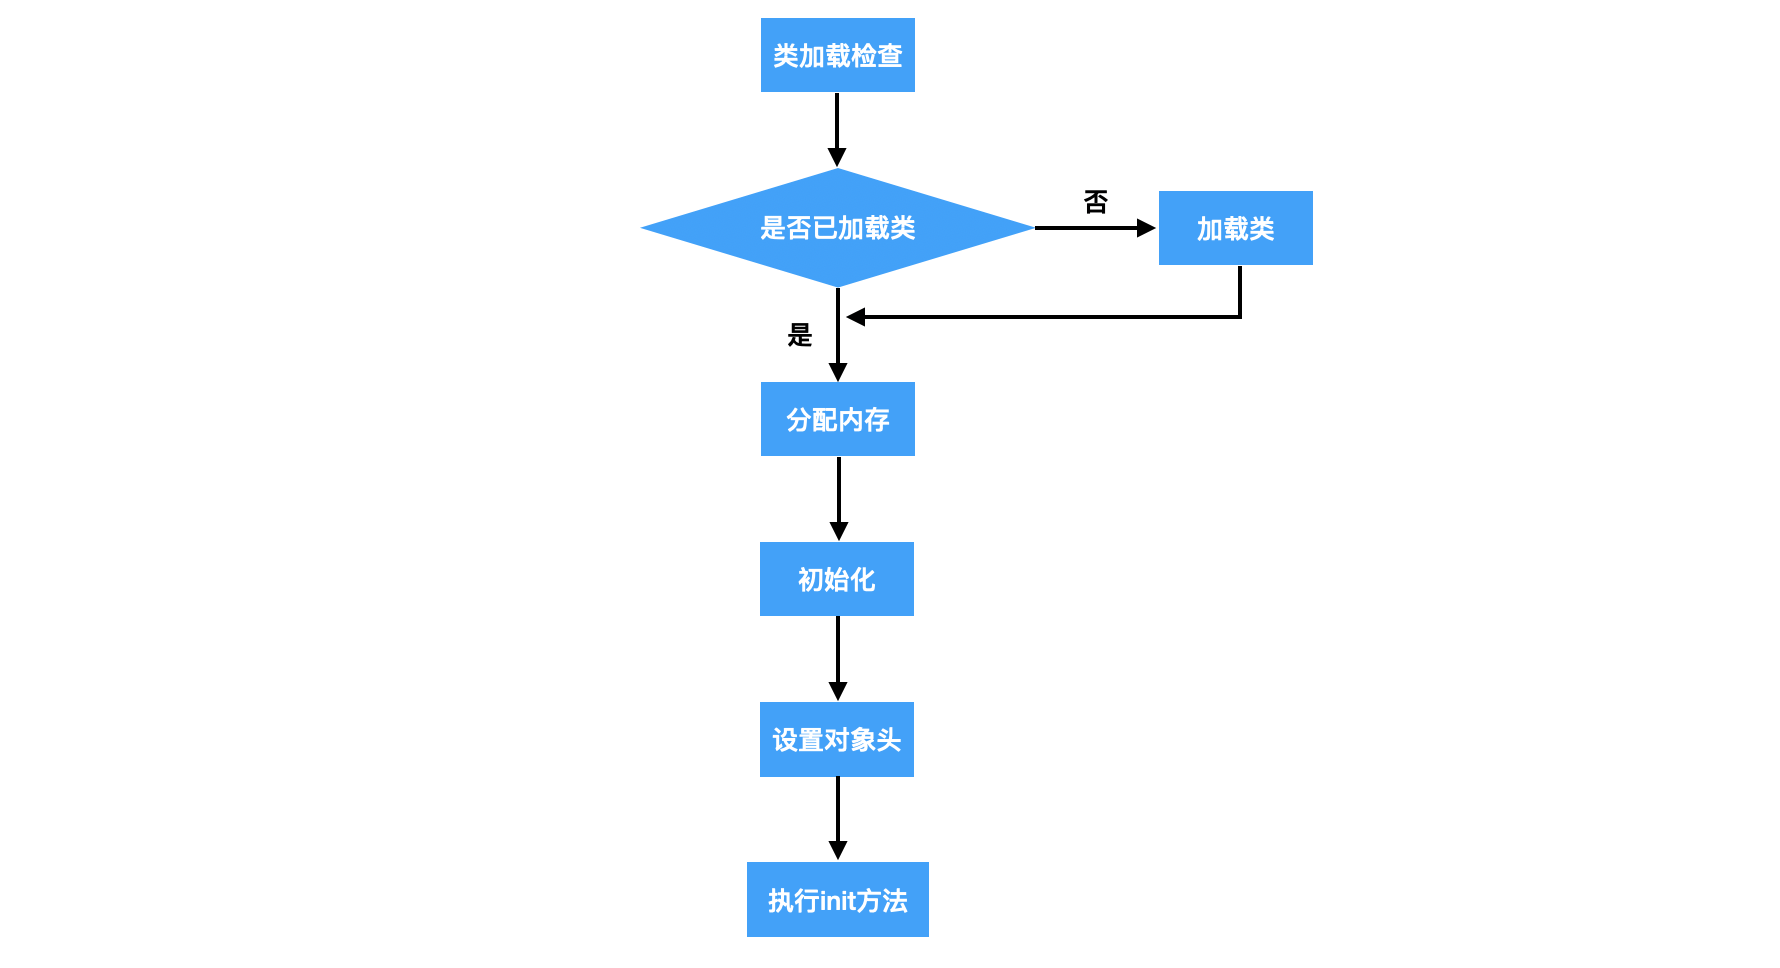 类加载检查
是否已加载类
否
加载类
是
分配内存
初始化
设置对象头
执行init方法